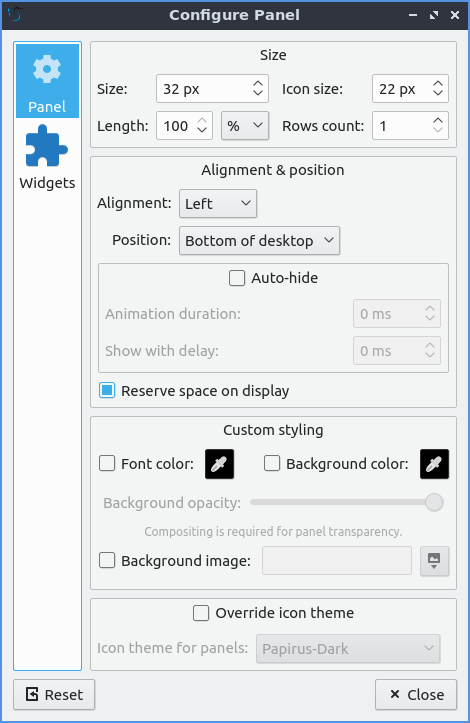 Configure Panel
Panel
Widgets
Size
Size: 32 px Icon size: 22 px
Length: 100 % Rows count: 1
Alignment & position
Alignment: Left
Position: Bottom of desktop
Auto-hide
Animation duration: 0 ms
Show with delay: 0 ms
Reserve space on display
Custom styling
Font color: Background color:
Background opacity:
Compositing is required for panel transparency.
Background image:
Override icon theme
Icon theme for panels: Papirus-Dark
Reset Close